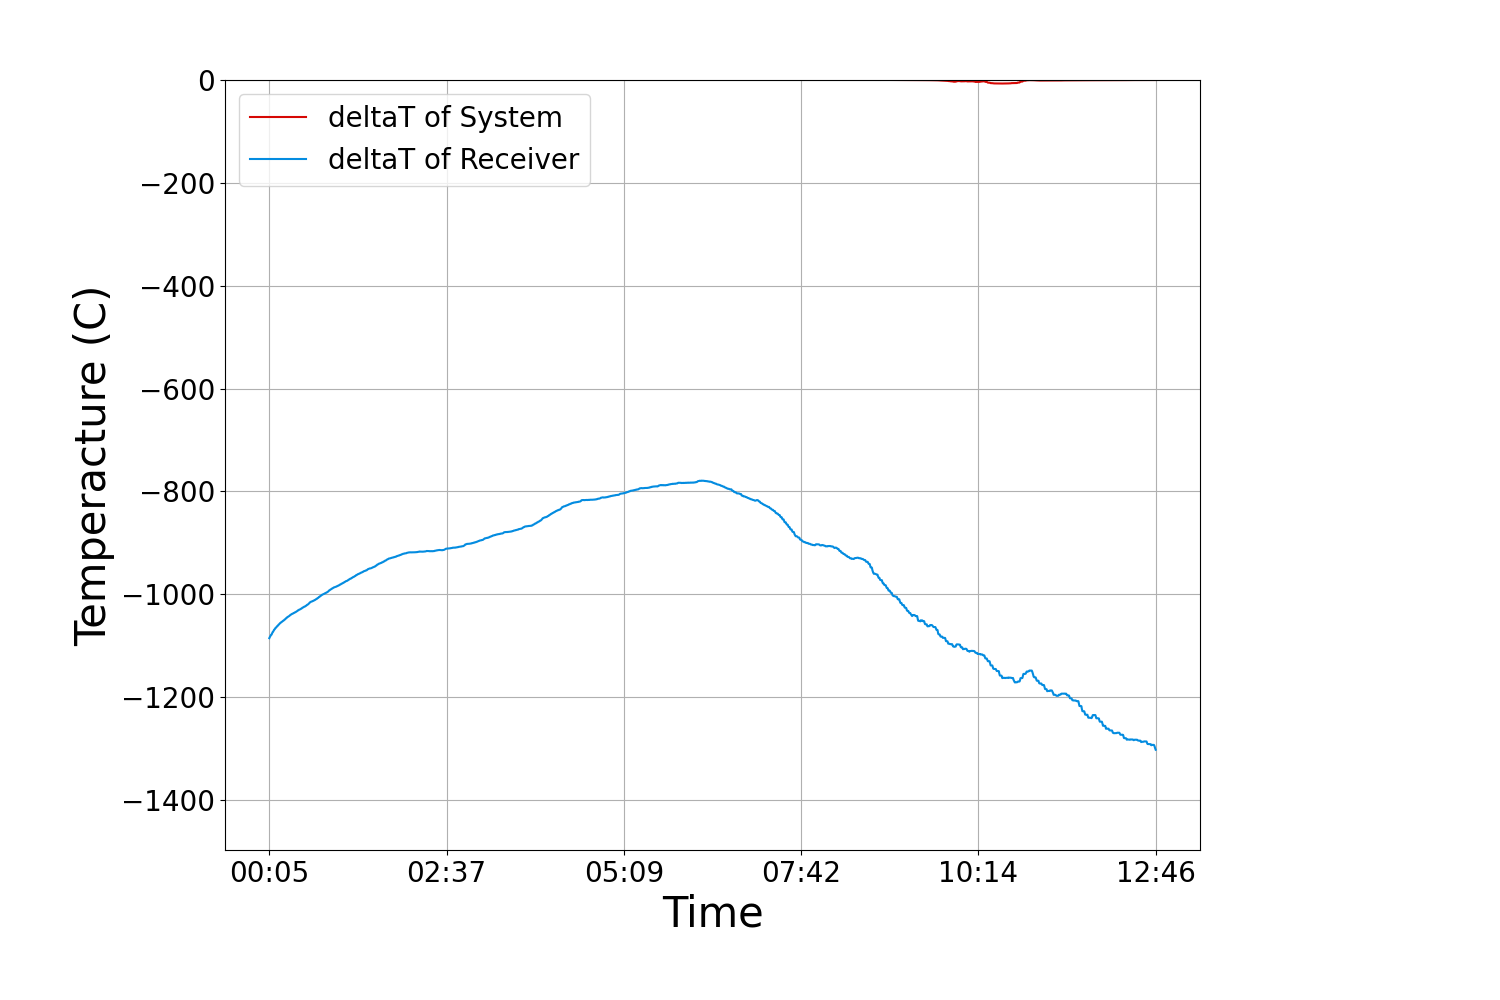 deltaT of System
deltaT of Receiver
0
−200
−400
−600
−800
−1000
−1200
−1400
Temperacture (C)
00:05 02:37 05:09 07:42 10:14 12:46
Time